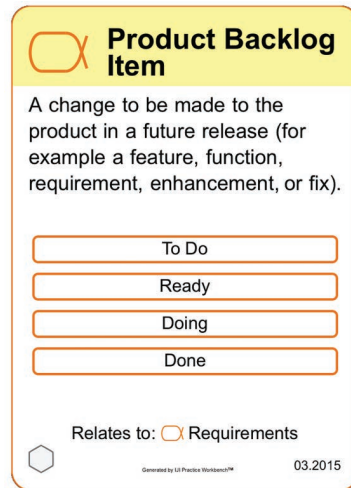 Product Backlog
Item
A change to be made to the
product in a future release (for
example a feature, function,
requirement, enhancement, or fix).
To Do
Ready
Doing
Done
Relates to: Requirements
Generated by IJI Practice Workbench™
03.2015